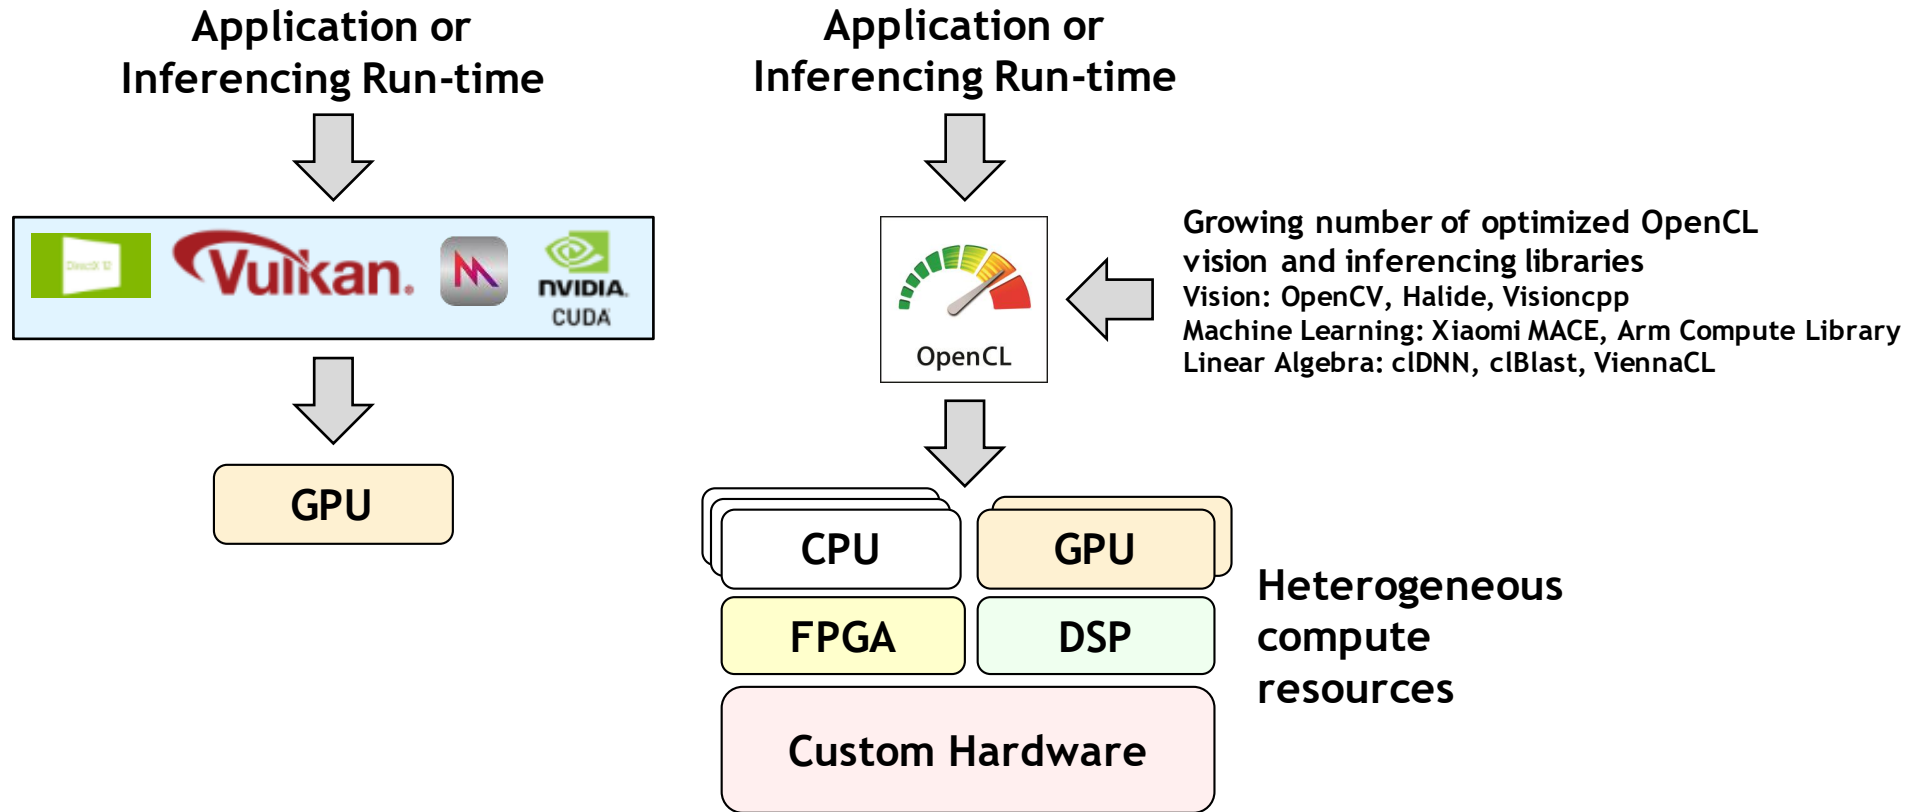 Application or
Inferencing Run-time
DirectX 12
Vulkan.
NVIDIA.
CUDA
GPU
Application or
Inferencing Run-time
OpenCL
Growing number of optimized OpenCL
vision and inferencing libraries
Vision: OpenCV, Halide, Visioncpp
Machine Learning: Xiaomi MACE, Arm Compute Library
Linear Algebra: clDNN, clBlast, ViennaCL
CPU
GPU
FPGA
DSP
Custom Hardware
Heterogeneous
compute
resources